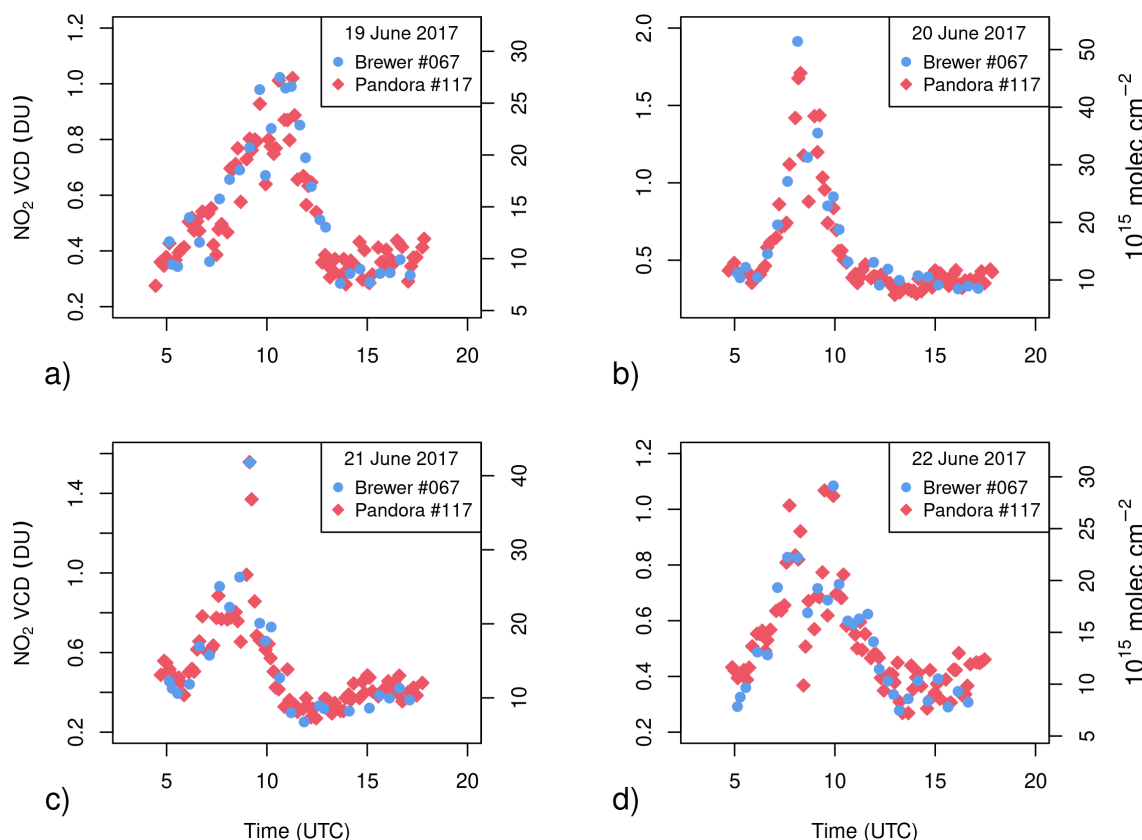 19 June 2017
Brewer #067
Pandora #117
NO2 VCD (DU)
0.2 0.4 0.6 0.8 1.0 1.2
5 10 15 20 25 30
5 10 15 20
a)
20 June 2017
Brewer #067
Pandora #117
0.5 1.0 1.5 2.0
10 20 30 40 50
10^15 molec cm−2
5 10 15 20
b)
21 June 2017
Brewer #067
Pandora #117
NO2 VCD (DU)
0.2 0.6 1.0 1.4
10 20 30 40
5 10 15 20
c)
Time (UTC)
22 June 2017
Brewer #067
Pandora #117
0.2 0.4 0.6 0.8 1.0 1.2
5 10 15 20 25 30
10^15 molec cm−2
5 10 15 20
d)
Time (UTC)